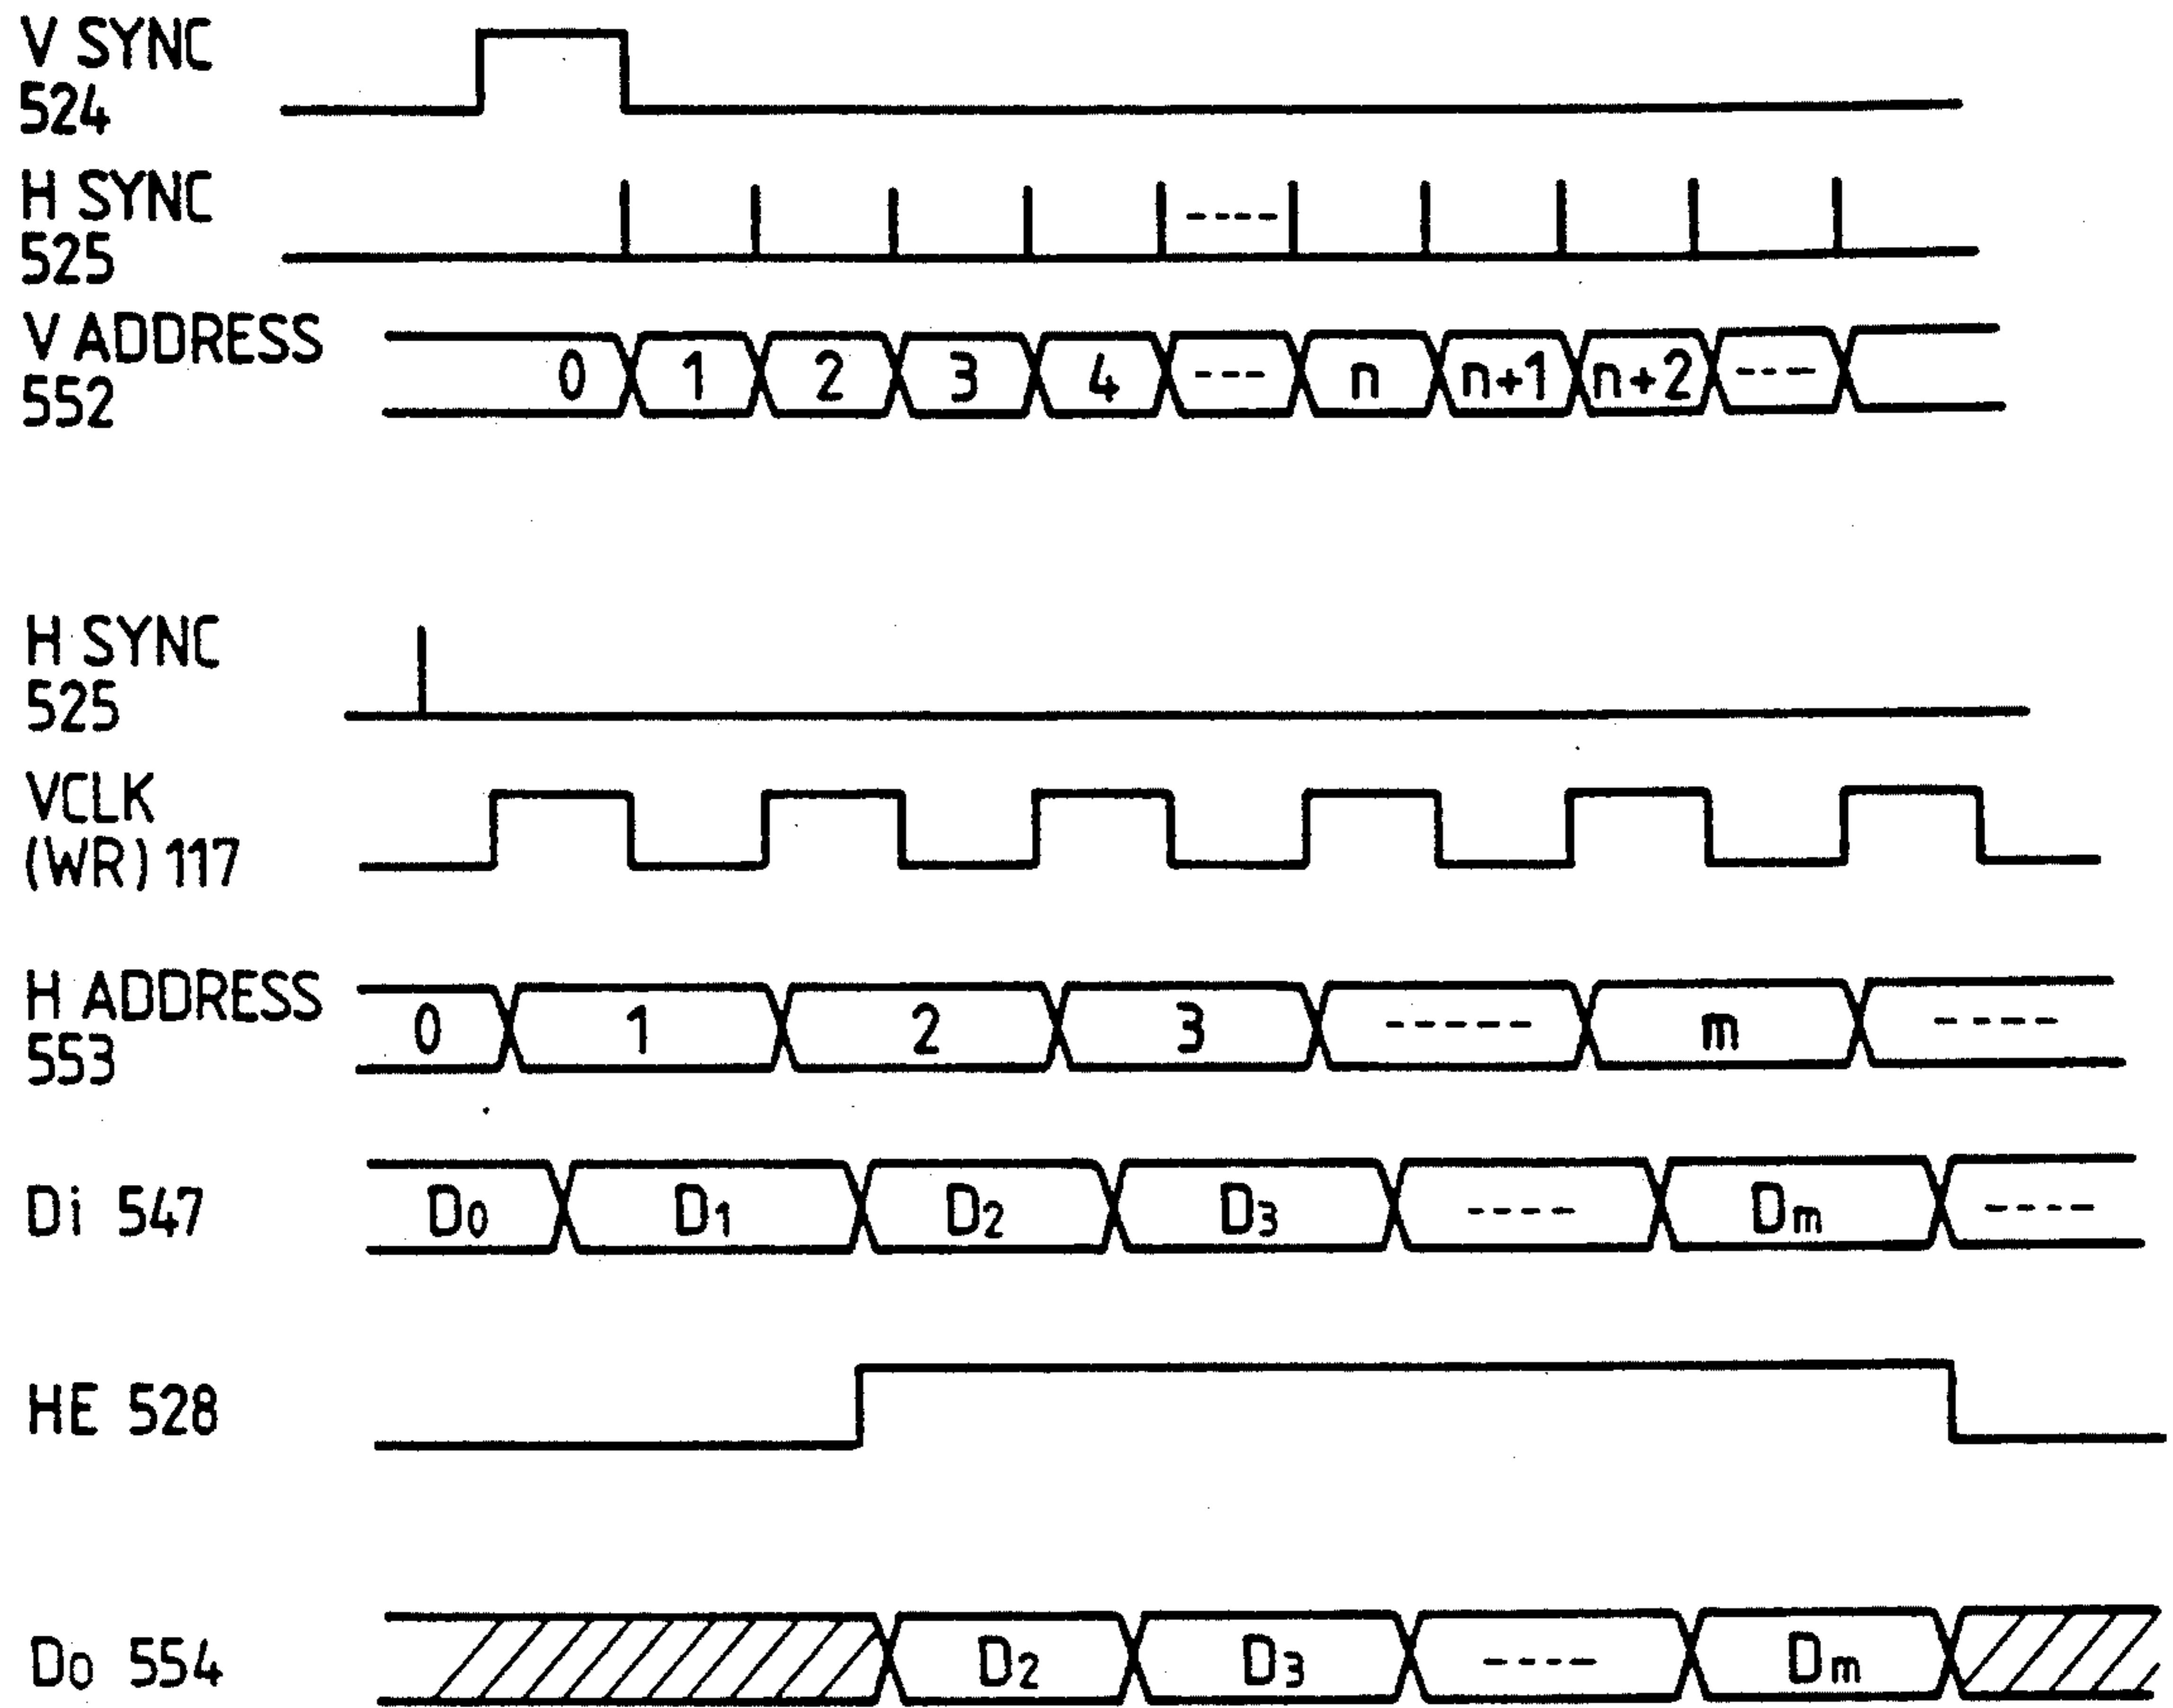 V SYNC
524
H SYNC
525
----
V ADDRESS
552
0 1 2 3 4 --- n n+1 n+2 ---
H SYNC
525
VCLK
(WR) 117
H ADDRESS
553
0 1 2 3 ----- m ----
Di 547
D0 D1 D2 D3 ---- Dm ----
HE 528
Do 554
D2 D3 ---- Dm